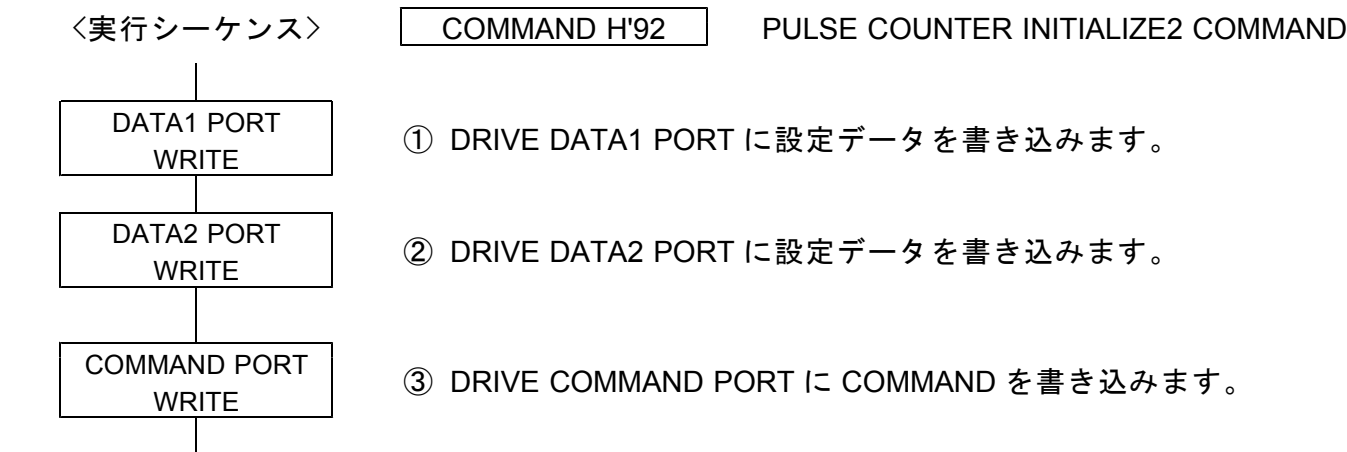 〈実行シーケンス〉 COMMAND H'92 PULSE COUNTER INITIALIZE2 COMMAND
DATA1 PORT
WRITE
① DRIVE DATA1 PORT に設定データを書き込みます。
DATA2 PORT
WRITE
② DRIVE DATA2 PORT に設定データを書き込みます。
COMMAND PORT
WRITE
③ DRIVE COMMAND PORT に COMMAND を書き込みます。